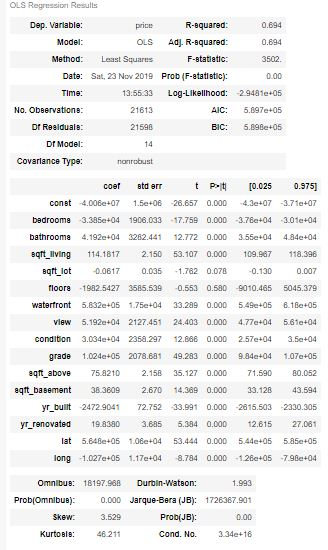 OLS Regression Results
Dep. Variable: price R-squared: 0.694
Model: OLS Adj. R-squared: 0.694
Method: Least Squares F-statistic: 3502.
Date: Sat, 23 Nov 2019 Prob (F-statistic): 0.00
Time: 13:55:33 Log-Likelihood: -2.9481e+05
No. Observations: 21613 AIC: 5.897e+05
Df Residuals: 21598 BIC: 5.898e+05
Df Model: 14
Covariance Type: nonrobust
coef std err t P>|t| [0.025 0.975]
const -4.006e+07 1.5e+06 -26.657 0.000 -4.3e+07 -3.71e+07
bedrooms -3.385e+04 1906.033 -17.759 0.000 -3.76e+04 -3.01e+04
bathrooms 4.192e+04 3282.441 12.772 0.000 3.55e+04 4.84e+04
sqft_living 114.1817 2.150 53.107 0.000 109.967 118.396
sqft_lot -0.0617 0.035 -1.762 0.078 -0.130 0.007
floors -1982.5427 3585.539 -0.553 0.580 -9010.465 5045.379
waterfront 5.832e+05 1.75e+04 33.289 0.000 5.49e+05 6.18e+05
view 5.192e+04 2127.451 24.403 0.000 4.77e+04 5.61e+04
condition 3.034e+04 2358.297 12.866 0.000 2.57e+04 3.5e+04
grade 1.024e+05 2078.681 49.283 0.000 9.84e+04 1.07e+05
sqft_above 75.8210 2.158 35.127 0.000 71.590 80.052
sqft_basement 38.3609 2.670 14.369 0.000 33.128 43.594
yr_built -2472.9041 72.752 -33.991 0.000 -2615.503 -2330.305
yr_renovated 19.8380 3.685 5.384 0.000 12.615 27.061
lat 5.648e+05 1.06e+04 53.444 0.000 5.44e+05 5.85e+05
long -1.027e+05 1.17e+04 -8.784 0.000 -1.26e+05 -7.98e+04
Omnibus: 18197.968 Durbin-Watson: 1.993
Prob(Omnibus): 0.000 Jarque-Bera (JB): 1726367.901
Skew: 3.529 Prob(JB): 0.00
Kurtosis: 46.211 Cond. No. 3.34e+16